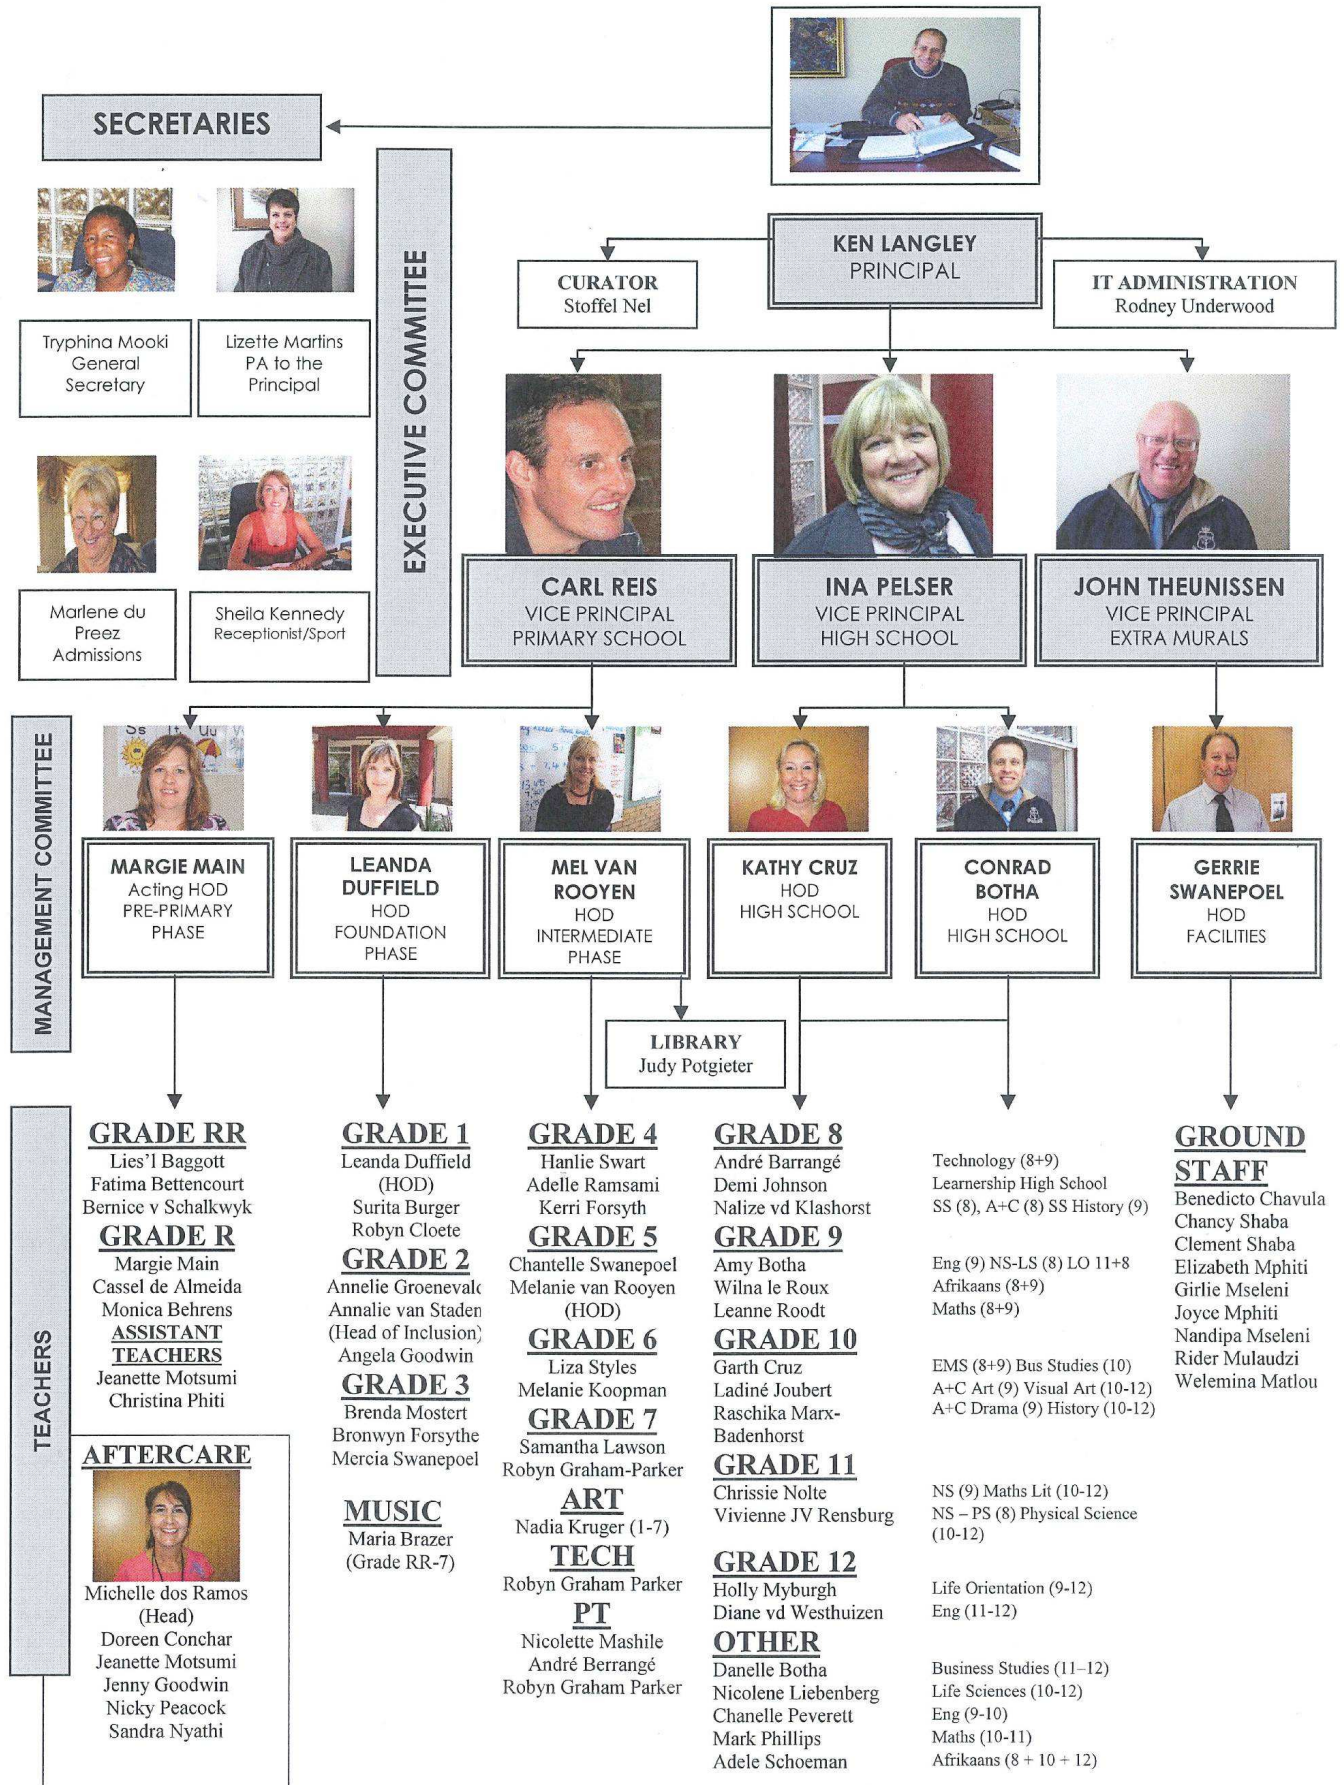 SECRETARIES
Tryphina Mooki
General
Secretary
Lizette Martins
PA to the
Principal
Marlene du
Preez
Admissions
Sheila Kennedy
Receptionist/Sport
EXECUTIVE COMMITTEE
KEN LANGLEY
PRINCIPAL
CURATOR
Stoffel Nel
IT ADMINISTRATION
Rodney Underwood
CARL REIS
VICE PRINCIPAL
PRIMARY SCHOOL
INA PELSER
VICE PRINCIPAL
HIGH SCHOOL
JOHN THEUNISSEN
VICE PRINCIPAL
EXTRA MURALS
MANAGEMENT COMMITTEE
Ss It Uu
MARGIE MAIN
Acting HOD
PRE-PRIMARY
PHASE
LEANDA
DUFFIELD
HOD
FOUNDATION
PHASE
MEL VAN
ROOYEN
HOD
INTERMEDIATE
PHASE
KATHY CRUZ
HOD
HIGH SCHOOL
CONRAD
BOTHA
HOD
HIGH SCHOOL
GERRIE
SWANEPOEL
HOD
FACILITIES
LIBRARY
Judy Potgieter
TEACHERS
GRADE RR
Lies'l Baggott
Fatima Bettencourt
Bernice v Schalkwyk
GRADE R
Margie Main
Cassel de Almeida
Monica Behrens
ASSISTANT
TEACHERS
Jeanette Motsumi
Christina Phiti
AFTERCARE
Michelle dos Ramos
(Head)
Doreen Conchar
Jeanette Motsumi
Jenny Goodwin
Nicky Peacock
Sandra Nyathi
GRADE 1
Leanda Duffield
(HOD)
Surita Burger
Robyn Cloete
GRADE 2
Annelie Groenevald
Annalie van Staden
(Head of Inclusion)
Angela Goodwin
GRADE 3
Brenda Mostert
Bronwyn Forsythe
Mercia Swanepoel
MUSIC
Maria Brazer
(Grade RR-7)
GRADE 4
Hanlie Swart
Adelle Ramsami
Kerri Forsyth
GRADE 5
Chantelle Swanepoel
Melanie van Rooyen
(HOD)
GRADE 6
Liza Styles
Melanie Koopman
GRADE 7
Samantha Lawson
Robyn Graham-Parker
ART
Nadia Kruger (1-7)
TECH
Robyn Graham Parker
PT
Nicolette Mashile
André Berrangé
Robyn Graham Parker
GRADE 8
André Barrangé Technology (8+9)
Demi Johnson Learnership High School
Nalize vd Klashorst SS (8), A+C (8) SS History (9)
GRADE 9
Amy Botha Eng (9) NS-LS (8) LO 11+8
Wilna le Roux Afrikaans (8+9)
Leanne Roodt Maths (8+9)
GRADE 10
Garth Cruz EMS (8+9) Bus Studies (10)
Ladiné Joubert A+C Art (9) Visual Art (10-12)
Raschika Marx- A+C Drama (9) History (10-12)
Badenhorst
GRADE 11
Chrissie Nolte NS (9) Maths Lit (10-12)
Vivienne JV Rensburg NS – PS (8) Physical Science
(10-12)
GRADE 12
Holly Myburgh Life Orientation (9-12)
Diane vd Westhuizen Eng (11-12)
OTHER
Danelle Botha Business Studies (11–12)
Nicolene Liebenberg Life Sciences (10-12)
Chanelle Peverett Eng (9-10)
Mark Phillips Maths (10-11)
Adele Schoeman Afrikaans (8 + 10 + 12)
GROUND
STAFF
Benedicto Chavula
Chancy Shaba
Clement Shaba
Elizabeth Mphiti
Girlie Mseleni
Joyce Mphiti
Nandipa Mseleni
Rider Mulaudzi
Welemina Matlou